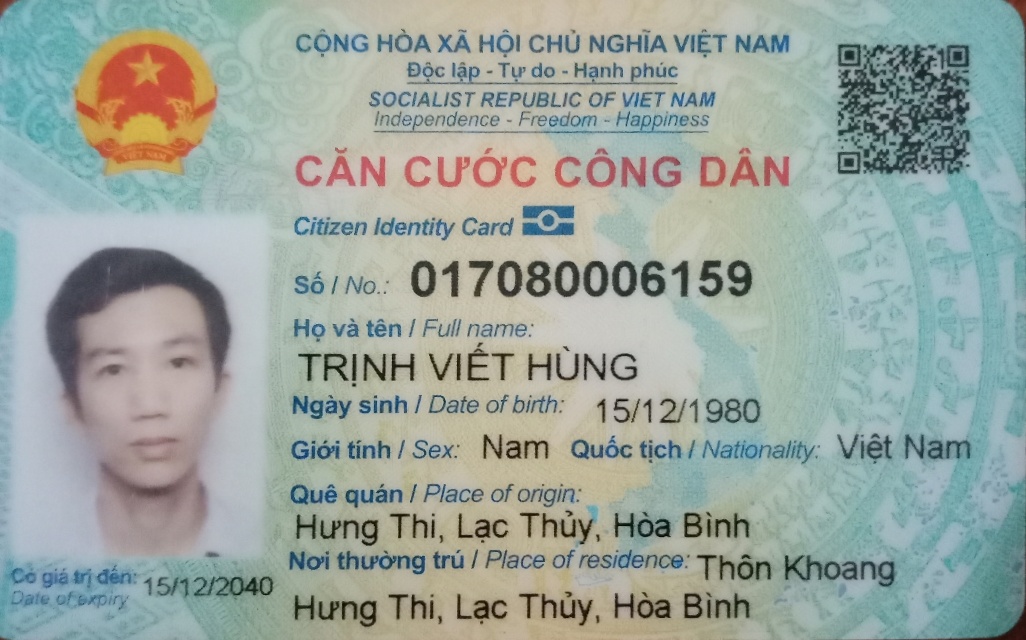 CỘNG HÒA XÃ HỘI CHỦ NGHĨA VIỆT NAM
Độc lập - Tự do - Hạnh phúc
SOCIALIST REPUBLIC OF VIET NAM
Independence - Freedom - Happiness
CĂN CƯỚC CÔNG DÂN
Citizen Identity Card
Số / No.: 017080006159
Họ và tên / Full name:
TRỊNH VIẾT HÙNG
Ngày sinh / Date of birth: 15/12/1980
Giới tính / Sex: Nam Quốc tịch / Nationality: Việt Nam
Quê quán / Place of origin:
Hưng Thi, Lạc Thủy, Hòa Bình
Nơi thường trú / Place of residence: Thôn Khoang
Hưng Thi, Lạc Thủy, Hòa Bình
Có giá trị đến: 15/12/2040
Date of expiry
VIỆT NAM